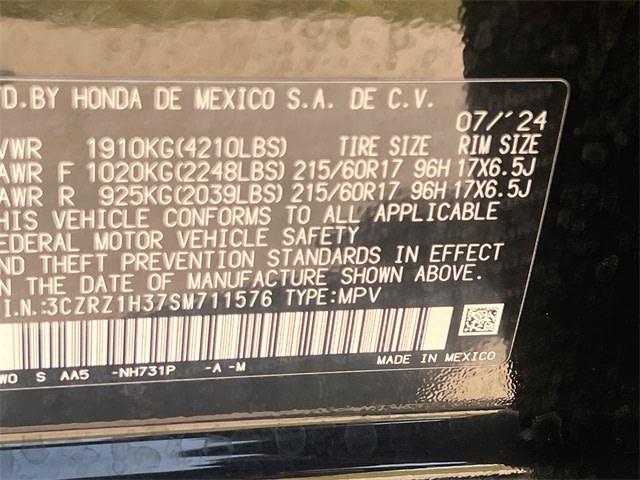 FD.BY HONDA DE MEXICO S.A. DE C.V.
07/'24
VWR 1910KG(4210LBS) TIRE SIZE RIM SIZE
AWR F 1020KG(2248LBS) 215/60R17 96H 17X6.5J
AWR R 925KG(2039LBS) 215/60R17 96H 17X6.5J
HIS VEHICLE CONFORMS TO ALL APPLICABLE
EDERAL MOTOR VEHICLE SAFETY
ND THEFT PREVENTION STANDARDS IN EFFECT
N THE DATE OF MANUFACTURE SHOWN ABOVE.
I.N.:3CZRZ1H37SM711576 TYPE:MPV
MADE IN MEXICO
WO S AA5 -NH731P -A -M